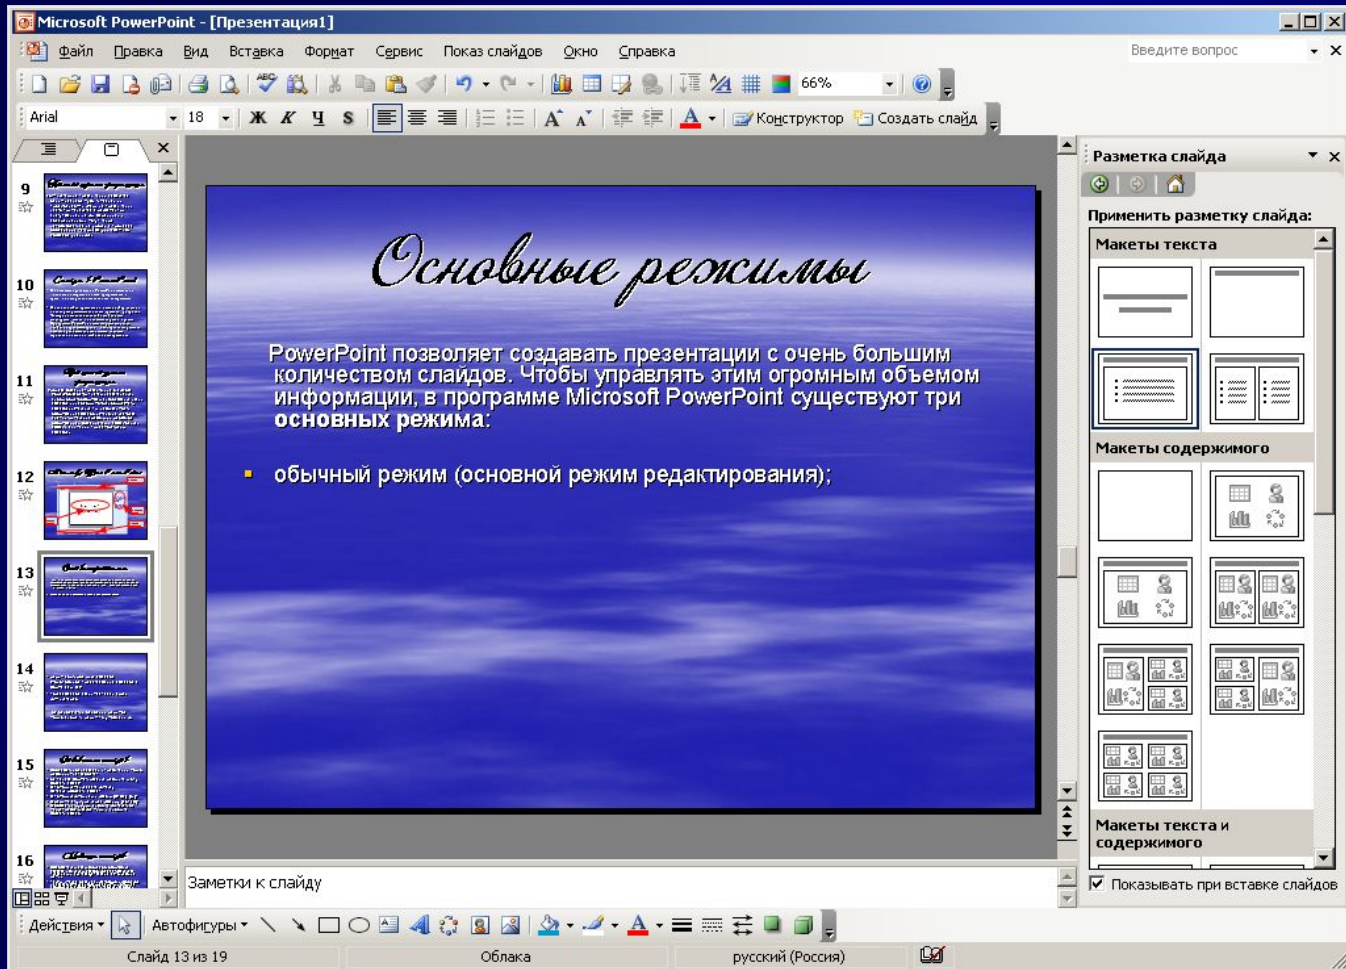 Microsoft PowerPoint - [Презентация1]
Файл Правка Вид Вставка Формат Сервис Показ слайдов Окно Справка Введите вопрос
66%
Arial 18 Ж К Ч S Конструктор Создать слайд
Разметка слайда
Применить разметку слайда:
Макеты текста
Макеты содержимого
Макеты текста и
содержимого
Показывать при вставке слайдов
9
10
11
12
13
14
15
16
Основные режимы
PowerPoint позволяет создавать презентации с очень большим
количеством слайдов. Чтобы управлять этим огромным объемом
информации, в программе Microsoft PowerPoint существуют три
основных режима:
обычный режим (основной режим редактирования);
Заметки к слайду
Действия Автофигуры
Слайд 13 из 19 Облака русский (Россия)